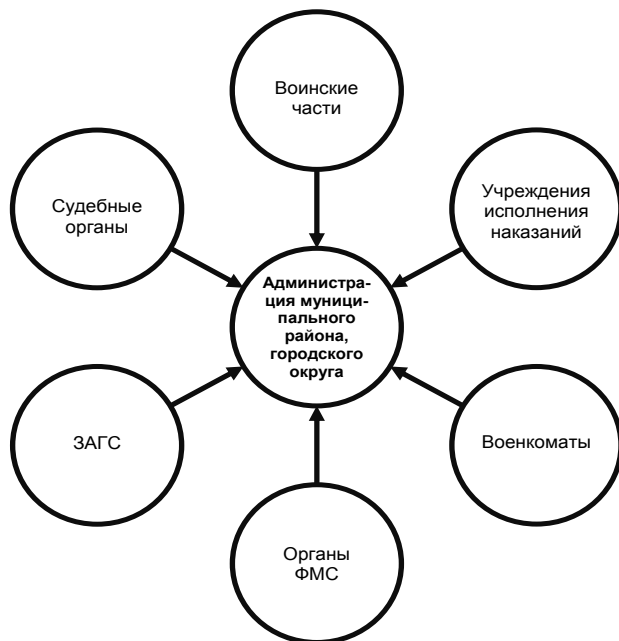 Воинские
части
Судебные
органы
Учреждения
исполнения
наказаний
Администра-
ция муници-
пального
района,
городского
округа
ЗАГС
Военкоматы
Органы
ФМС